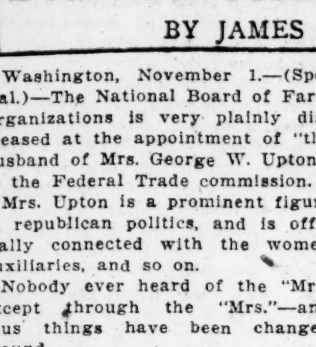 BY JAMES
Washington, November 1.—(Spe
al.)—The National Board of Far
rganizations is very plainly dis
eased at the appointment of "th
usband of Mrs. George W. Upton
the Federal Trade commission.
Mrs. Upton is a prominent figur
republican politics, and is offi
ally connected with the wome
uxiliaries, and so on.
Nobody ever heard of the "Mr
xcept through the "Mrs."—an
us things have been change